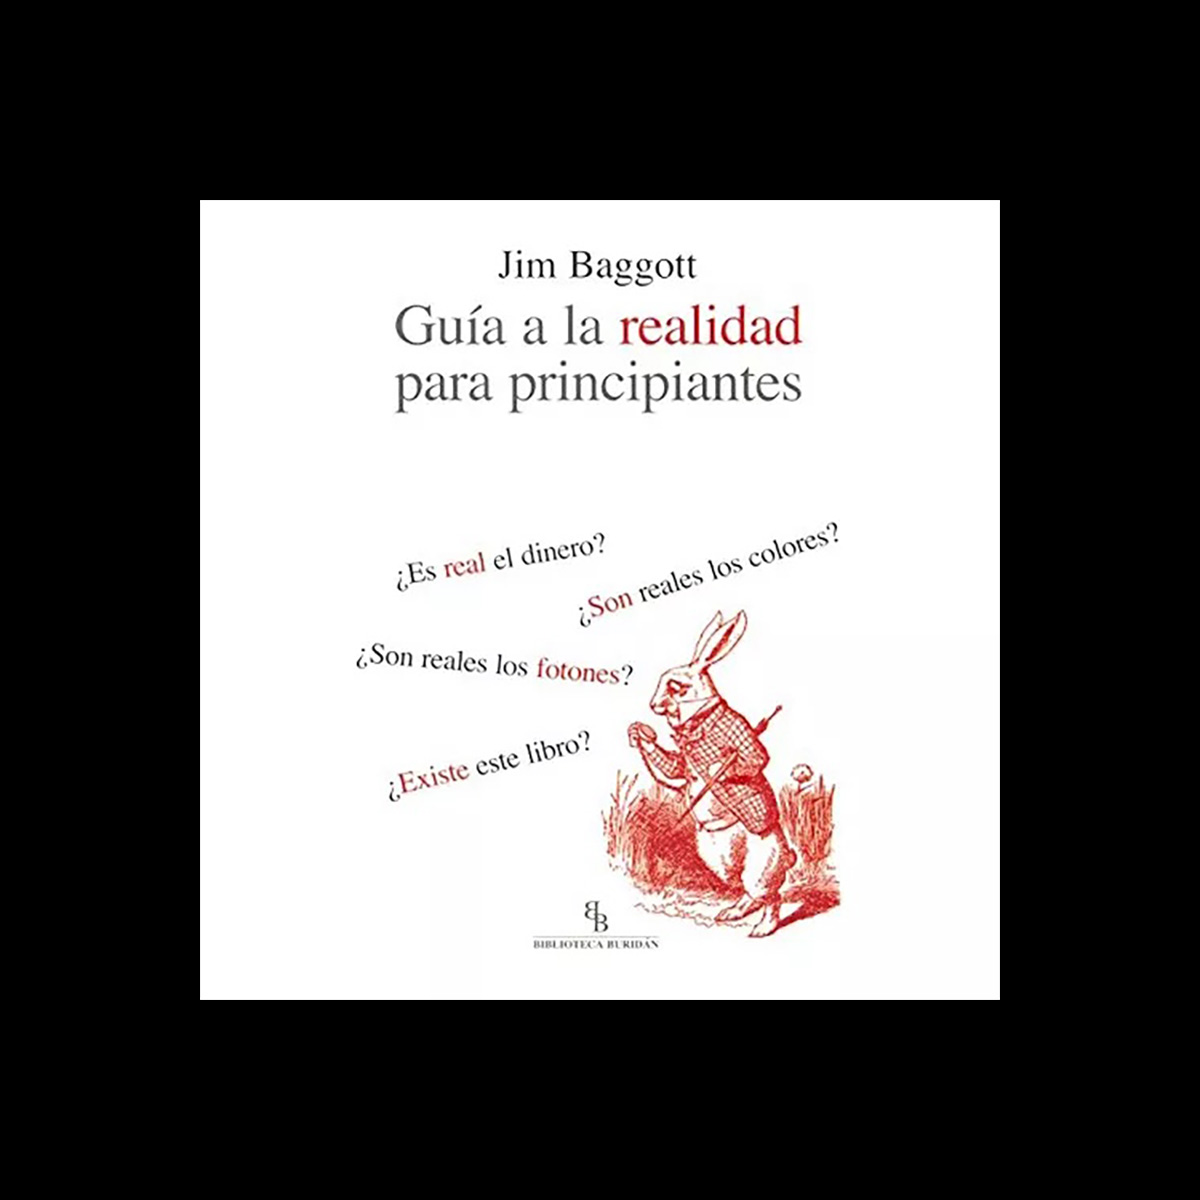 Jim Baggott
Guía a la realidad
para principiantes
¿Es real el dinero?
¿Son reales los colores?
¿Son reales los fotones?
¿Existe este libro?
BB
BIBLIOTECA BURIDÁN